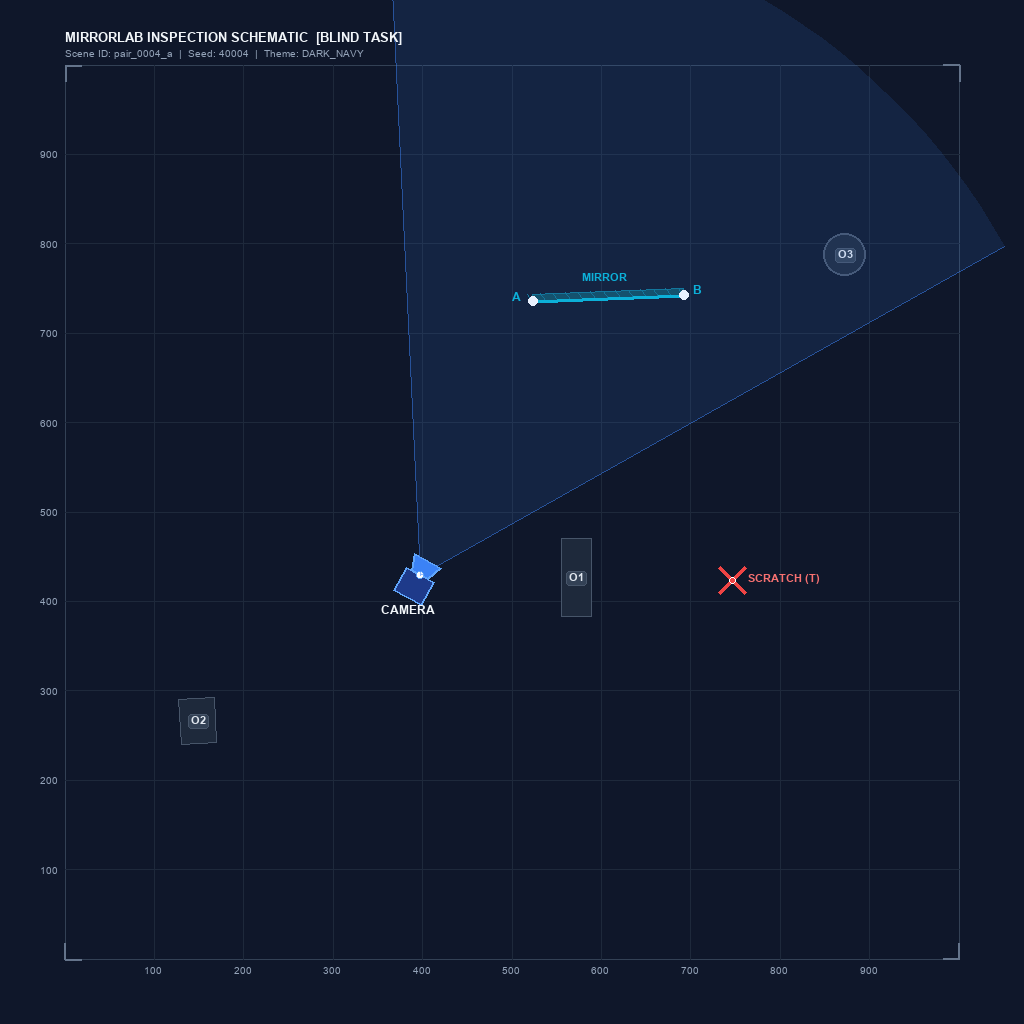 MIRRORLAB INSPECTION SCHEMATIC [BLIND TASK]
Scene ID: pair_0004_a | Seed: 40004 | Theme: DARK_NAVY
900
800
O3
MIRROR
A
B
700
600
500
O1
SCRATCH (T)
400
CAMERA
300
O2
200
100
100 200 300 400 500 600 700 800 900